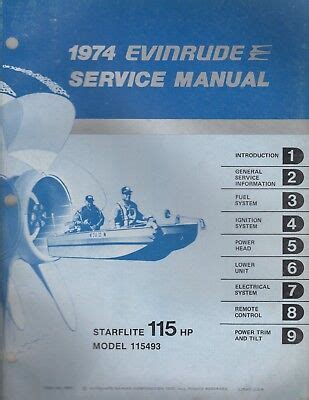 1974 EVINRUDE E
SERVICE MANUAL
INTRODUCTION 1
GENERAL
SERVICE
INFORMATION 2
FUEL
SYSTEM 3
IGNITION
SYSTEM 4
POWER
HEAD 5
LOWER
UNIT 6
ELECTRICAL
SYSTEM 7
REMOTE
CONTROL 8
POWER TRIM
AND TILT 9
STARFLITE 115 HP
MODEL 115493